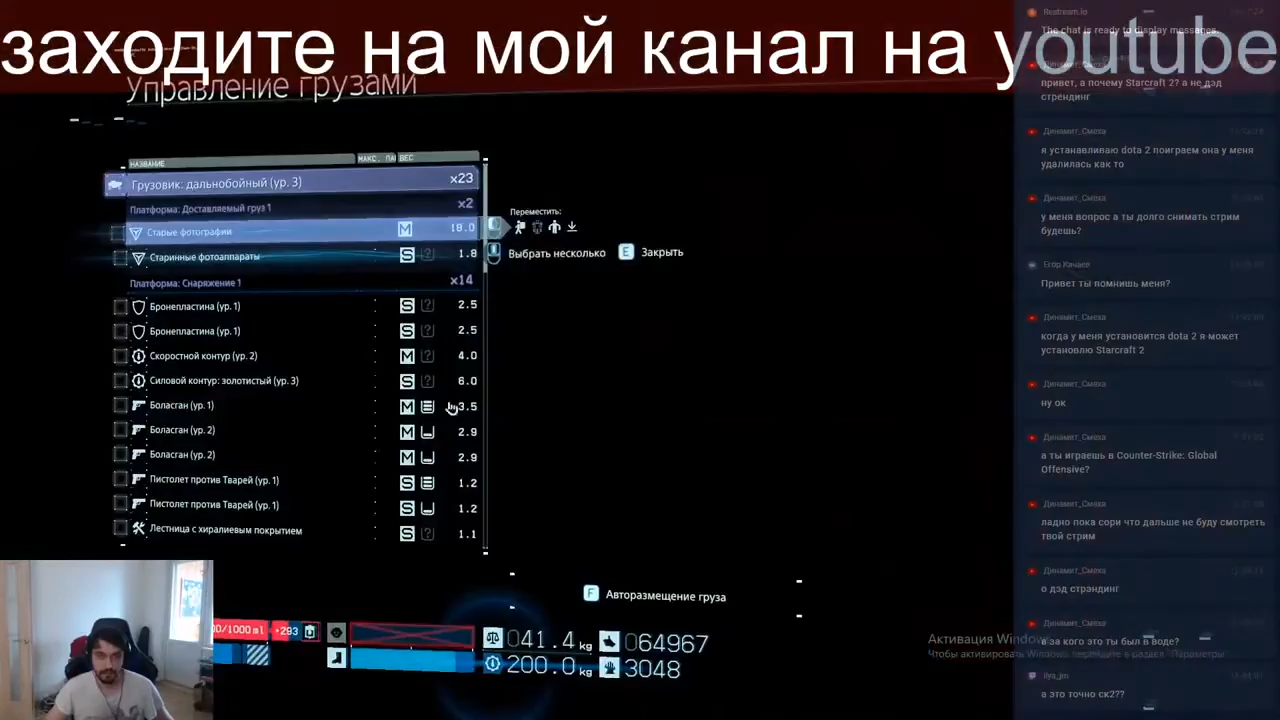 заходите на мой канал на youtube
Управление грузами
НАЗВАНИЕ
МАКС. ПА
ВЕС
Грузовик: дальнобойный (ур. 3) x23
Платформа: Доставляемый груз 1 x2
Старые фотографии M 18.0
Старинные фотоаппараты S 1.8
Платформа: Снаряжение 1 x14
Бронепластина (ур. 1) S 2.5
Бронепластина (ур. 1) S 2.5
Скоростной контур (ур. 2) M 4.0
Силовой контур: золотистый (ур. 3) S 6.0
Боласган (ур. 1) M 3.5
Боласган (ур. 2) M 2.9
Боласган (ур. 2) M 2.9
Пистолет против Тварей (ур. 1) S 1.2
Пистолет против Тварей (ур. 1) S 1.2
Лестница с хиралиевым покрытием S 1.1
Переместить:
Выбрать несколько
E Закрыть
F Авторазмещение груза
0/1000 ml
293
041.4 kg
064967
200.0 kg
3048
Restream.io
The chat is ready to display messages.
привет, а почему Starcraft 2? а не дэд
стрендинг
Динамит_Смеха
я устанавливаю dota 2 поиграем она у меня
удалилась как то
Динамит_Смеха
у меня вопрос а ты долго снимать стрим
будешь?
Егор Качаев
Привет ты помнишь меня?
Динамит_Смеха
когда у меня установится dota 2 я может
установлю Starcraft 2
Динамит_Смеха
ну ок
Динамит_Смеха
а ты играешь в Counter-Strike: Global
Offensive?
Динамит_Смеха
ладно пока сори что дальше не буду смотреть
твой стрим
Динамит_Смеха
о дэд стрэндинг
Динамит_Смеха
а за кого это ты был в воде?
ilya_jm
а это точно ск2??
Активация Windows
Чтобы активировать Windows, перейдите в раздел "Параметры